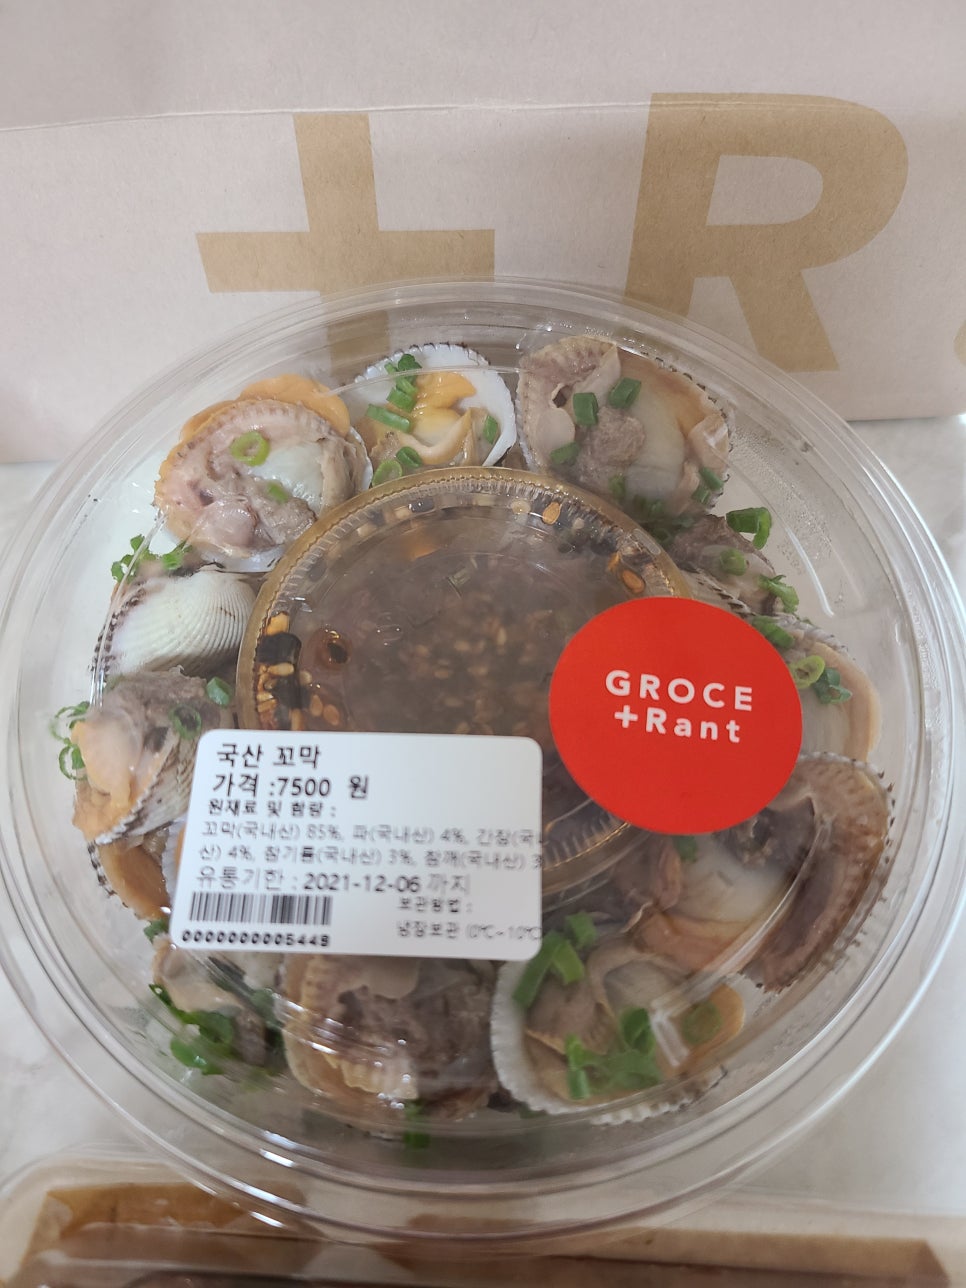 +R
GROCE
+Rant
국산 꼬막
가격 :7500 원
원재료 및 함량 :
꼬막(국내산) 85%, 파(국내산) 4%, 간장(국내
산) 4%, 참기름(국내산) 3%, 참깨(국내산) 3
유통기한 : 2021-12-06 까지
보관방법 :
냉장보관 (0℃~10℃
0000000005449